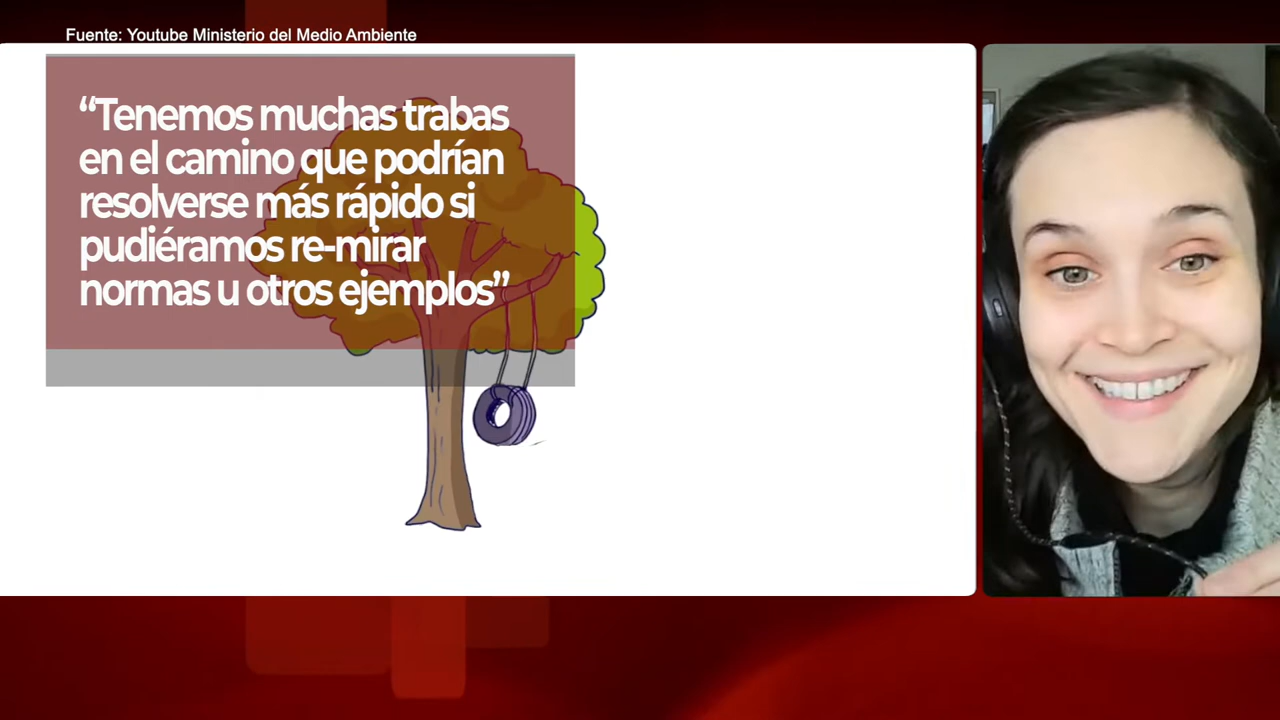 Fuente: Youtube Ministerio del Medio Ambiente
“Tenemos muchas trabas
en el camino que podrían
resolverse más rápido si
pudiéramos re-mirar
normas u otros ejemplos”